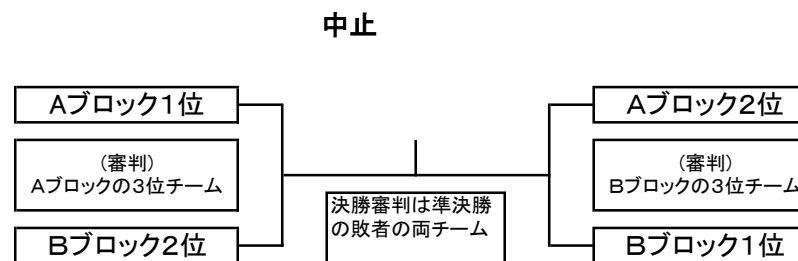 中止
Aブロック1位
Aブロック2位
(審判)
Aブロックの3位チーム
(審判)
Bブロックの3位チーム
決勝審判は準決勝
の敗者の両チーム
Bブロック2位
Bブロック1位